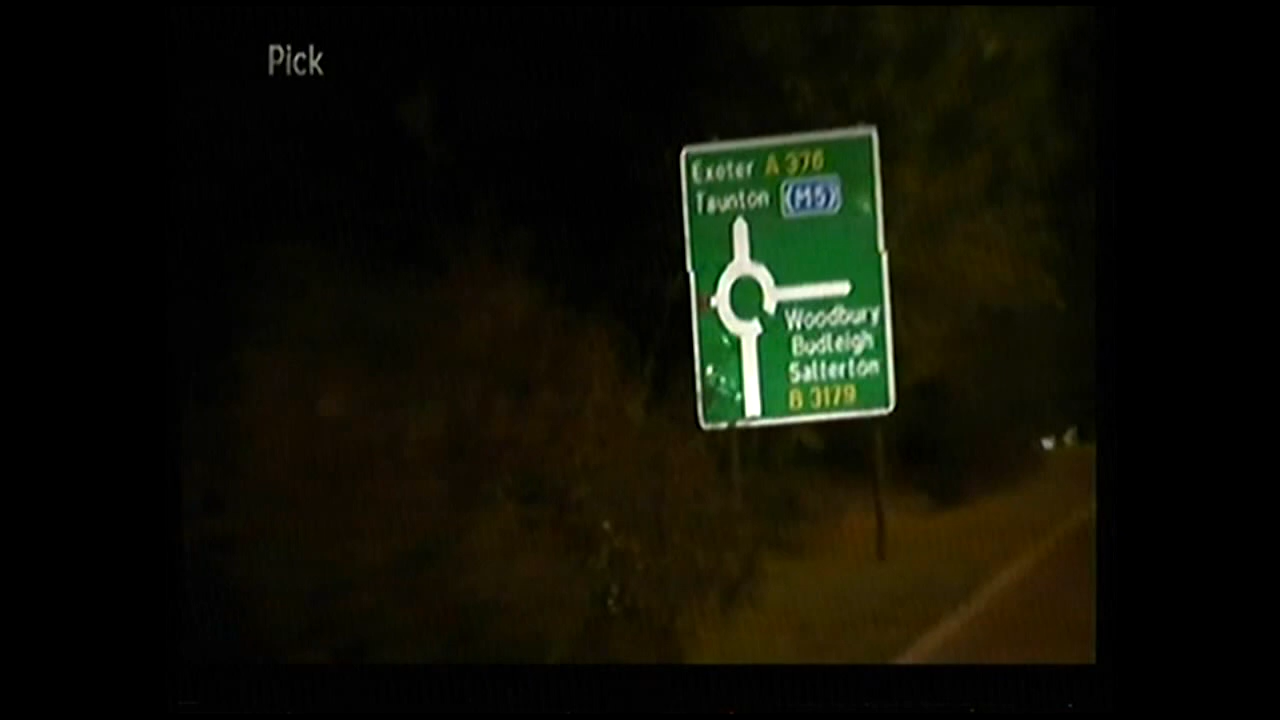 Pick
Exeter A 376
Taunton (M5)
Woodbury
Budleigh
Salterton
B 3179